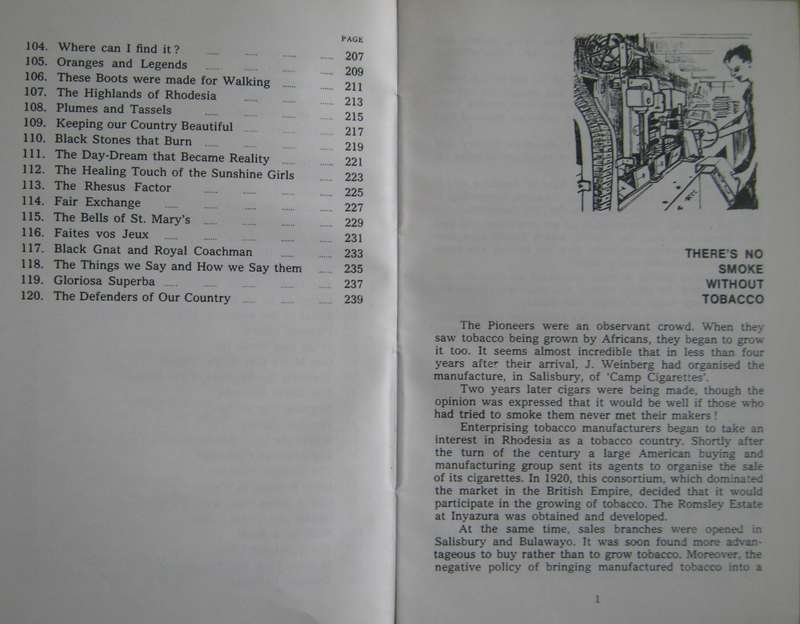 PAGE
104. Where can I find it? ..... ..... ..... ..... 207
105. Oranges and Legends ..... ..... ..... ..... 209
106. These Boots were made for Walking ..... ..... 211
107. The Highlands of Rhodesia ..... ..... ..... 213
108. Plumes and Tassels ..... ..... ..... ..... 215
109. Keeping our Country Beautiful ..... ..... ..... 217
110. Black Stones that Burn ..... ..... ..... ..... 219
111. The Day-Dream that Became Reality ..... ..... 221
112. The Healing Touch of the Sunshine Girls ..... 223
113. The Rhesus Factor ..... ..... ..... ..... 225
114. Fair Exchange ..... ..... ..... ..... ..... 227
115. The Bells of St. Mary's ..... ..... ..... ..... 229
116. Faites vos Jeux ..... ..... ..... ..... ..... 231
117. Black Gnat and Royal Coachman ..... ..... 233
118. The Things we Say and How we Say them ..... 235
119. Gloriosa Superba ..... ..... ..... ..... ..... 237
120. The Defenders of Our Country ..... ..... ..... 239
THERE'S NO
SMOKE
WITHOUT
TOBACCO
The Pioneers were an observant crowd. When they
saw tobacco being grown by Africans, they began to grow
it too. It seems almost incredible that in less than four
years after their arrival, J. Weinberg had organised the
manufacture, in Salisbury, of 'Camp Cigarettes'.
Two years later cigars were being made, though the
opinion was expressed that it would be well if those who
had tried to smoke them never met their makers!
Enterprising tobacco manufacturers began to take an
interest in Rhodesia as a tobacco country. Shortly after
the turn of the century a large American buying and
manufacturing group sent its agents to organise the sale
of its cigarettes. In 1920, this consortium, which dominated
the market in the British Empire, decided that it would
participate in the growing of tobacco. The Romsley Estate
at Inyazura was obtained and developed.
At the same time, sales branches were opened in
Salisbury and Bulawayo. It was soon found more advan-
tageous to buy rather than to grow tobacco. Moreover, the
negative policy of bringing manufactured tobacco into a
1